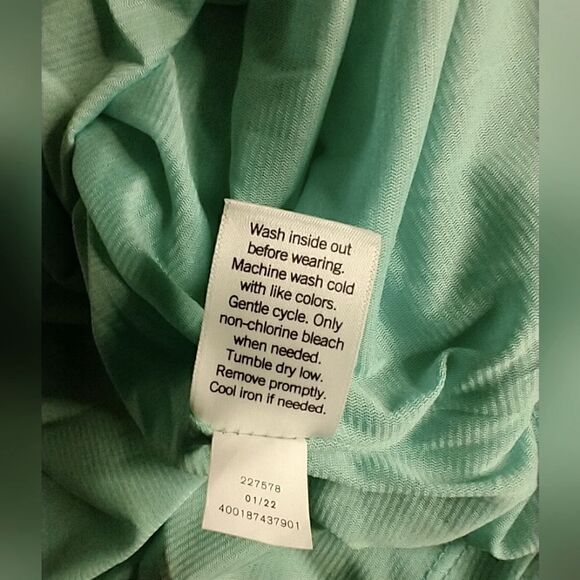 Wash inside out
before wearing.
Machine wash cold
with like colors.
Gentle cycle. Only
non-chlorine bleach
when needed.
Tumble dry low.
Remove promptly.
Cool iron if needed.
227578
01/22
400187437901